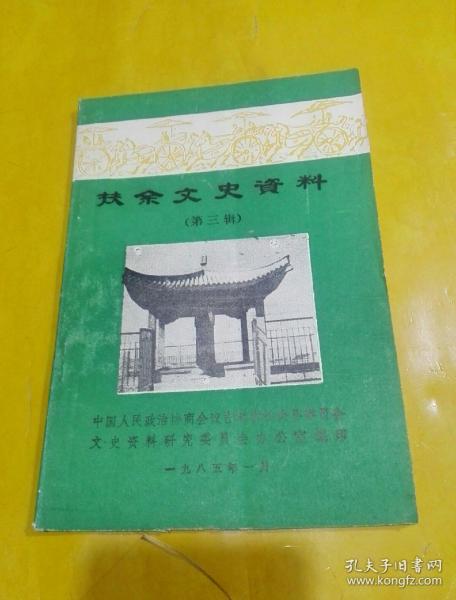 扶余文史資料
(第三辑)
中国人民政治协商会议吉林省扶余县委员会
文史资料研究委员会办公室编印
一九八五年一月
孔夫子旧书网
www.kongfz.com